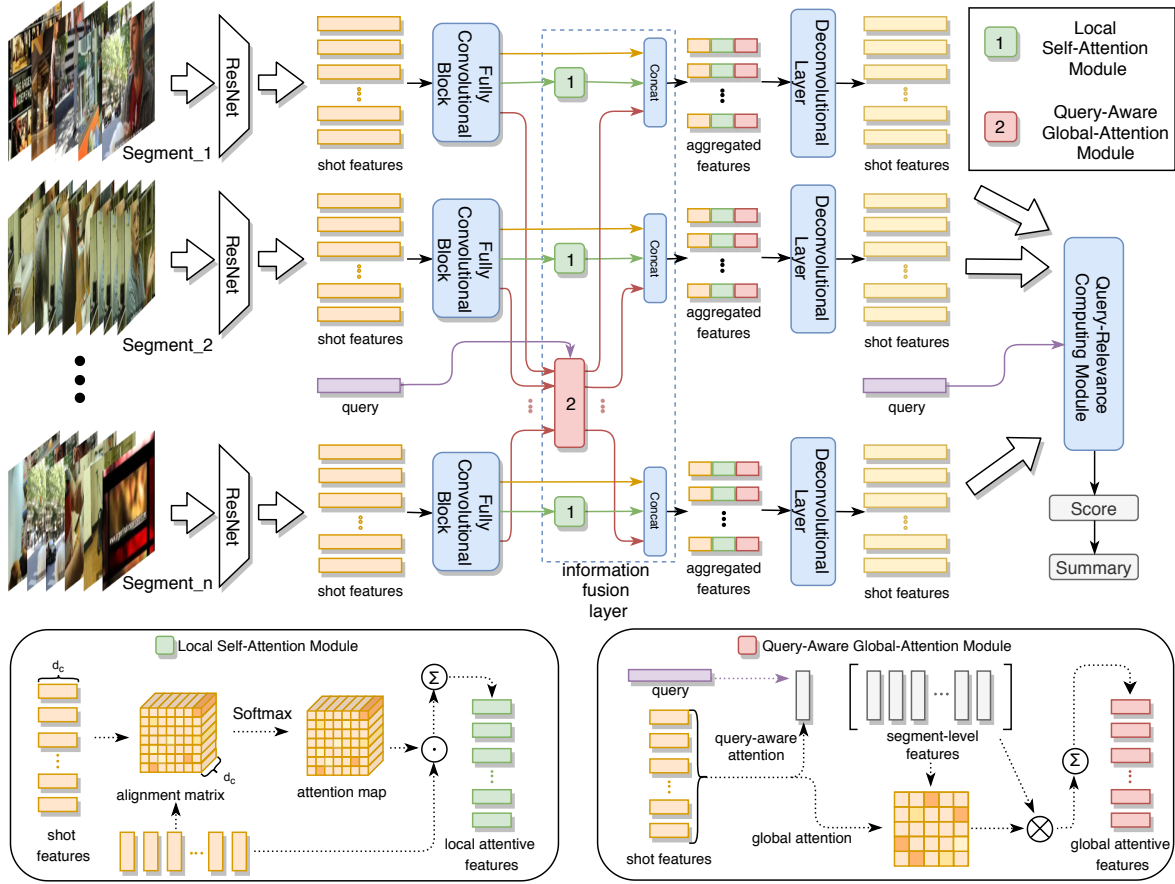 Segment_1
ResNet
shot features
Fully
Convolutional
Block
1
Concat
aggregated
features
Deconvolutional
Layer
shot features
1
Local
Self-Attention
Module
2
Query-Aware
Global-Attention
Module
Segment_2
ResNet
shot features
Fully
Convolutional
Block
1
Concat
aggregated
features
Deconvolutional
Layer
shot features
query
2
query
Query-Relevance
Computing Module
Score
Summary
Segment_n
ResNet
shot features
Fully
Convolutional
Block
1
Concat
information
fusion
layer
aggregated
features
Deconvolutional
Layer
shot features
Local Self-Attention Module
d_c
shot
features
alignment matrix
d_c
Softmax
attention map
Σ
local attentive
features
Query-Aware Global-Attention Module
query
shot features
query-aware
attention
global attention
segment-level
features
Σ
global attentive
features